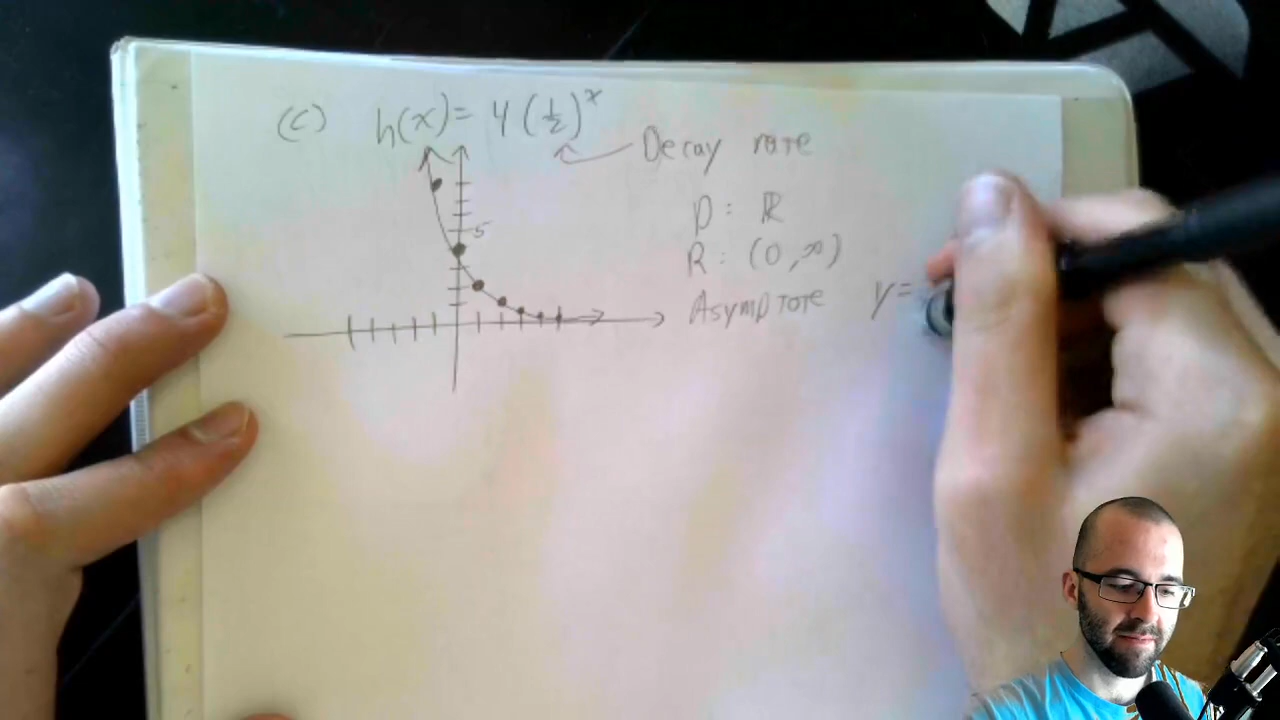 (c) h(x) = 4(1/2)^x
Decay rate
5
D: ℝ
R: (0,∞)
Asymptote y=